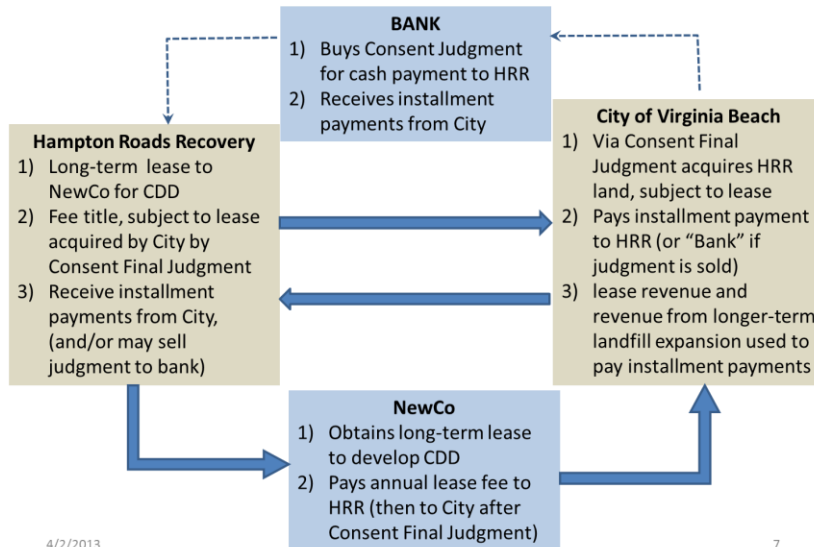 BANK
1) Buys Consent Judgment
for cash payment to HRR
2) Receives installment
payments from City
Hampton Roads Recovery
1) Long-term lease to
NewCo for CDD
2) Fee title, subject to lease
acquired by City by
Consent Final Judgment
3) Receive installment
payments from City,
(and/or may sell
judgment to bank)
City of Virginia Beach
1) Via Consent Final
Judgment acquires HRR
land, subject to lease
2) Pays installment payment
to HRR (or “Bank” if
judgment is sold)
3) lease revenue and
revenue from longer-term
landfill expansion used to
pay installment payments
NewCo
1) Obtains long-term lease
to develop CDD
2) Pays annual lease fee to
HRR (then to City after
Consent Final Judgment)
4/2/2013
7